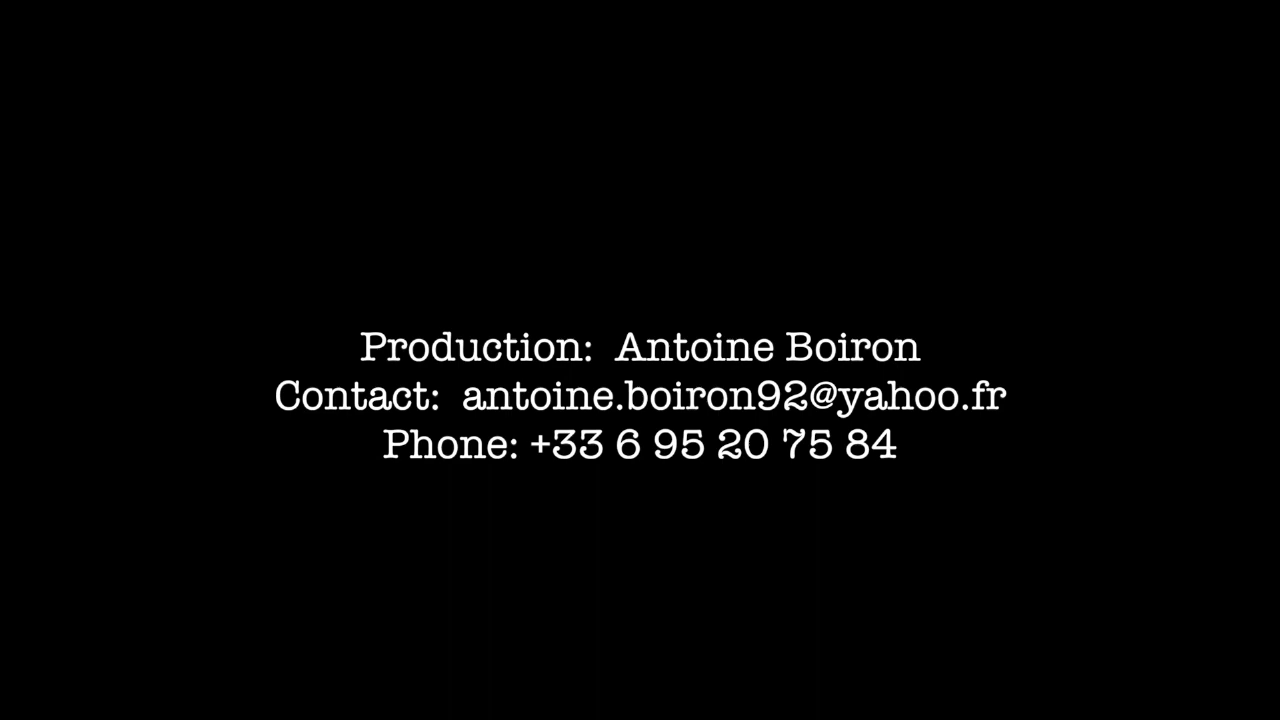 Production:  Antoine Boiron
Contact:  antoine.boiron92@yahoo.fr
Phone: +33 6 95 20 75 84